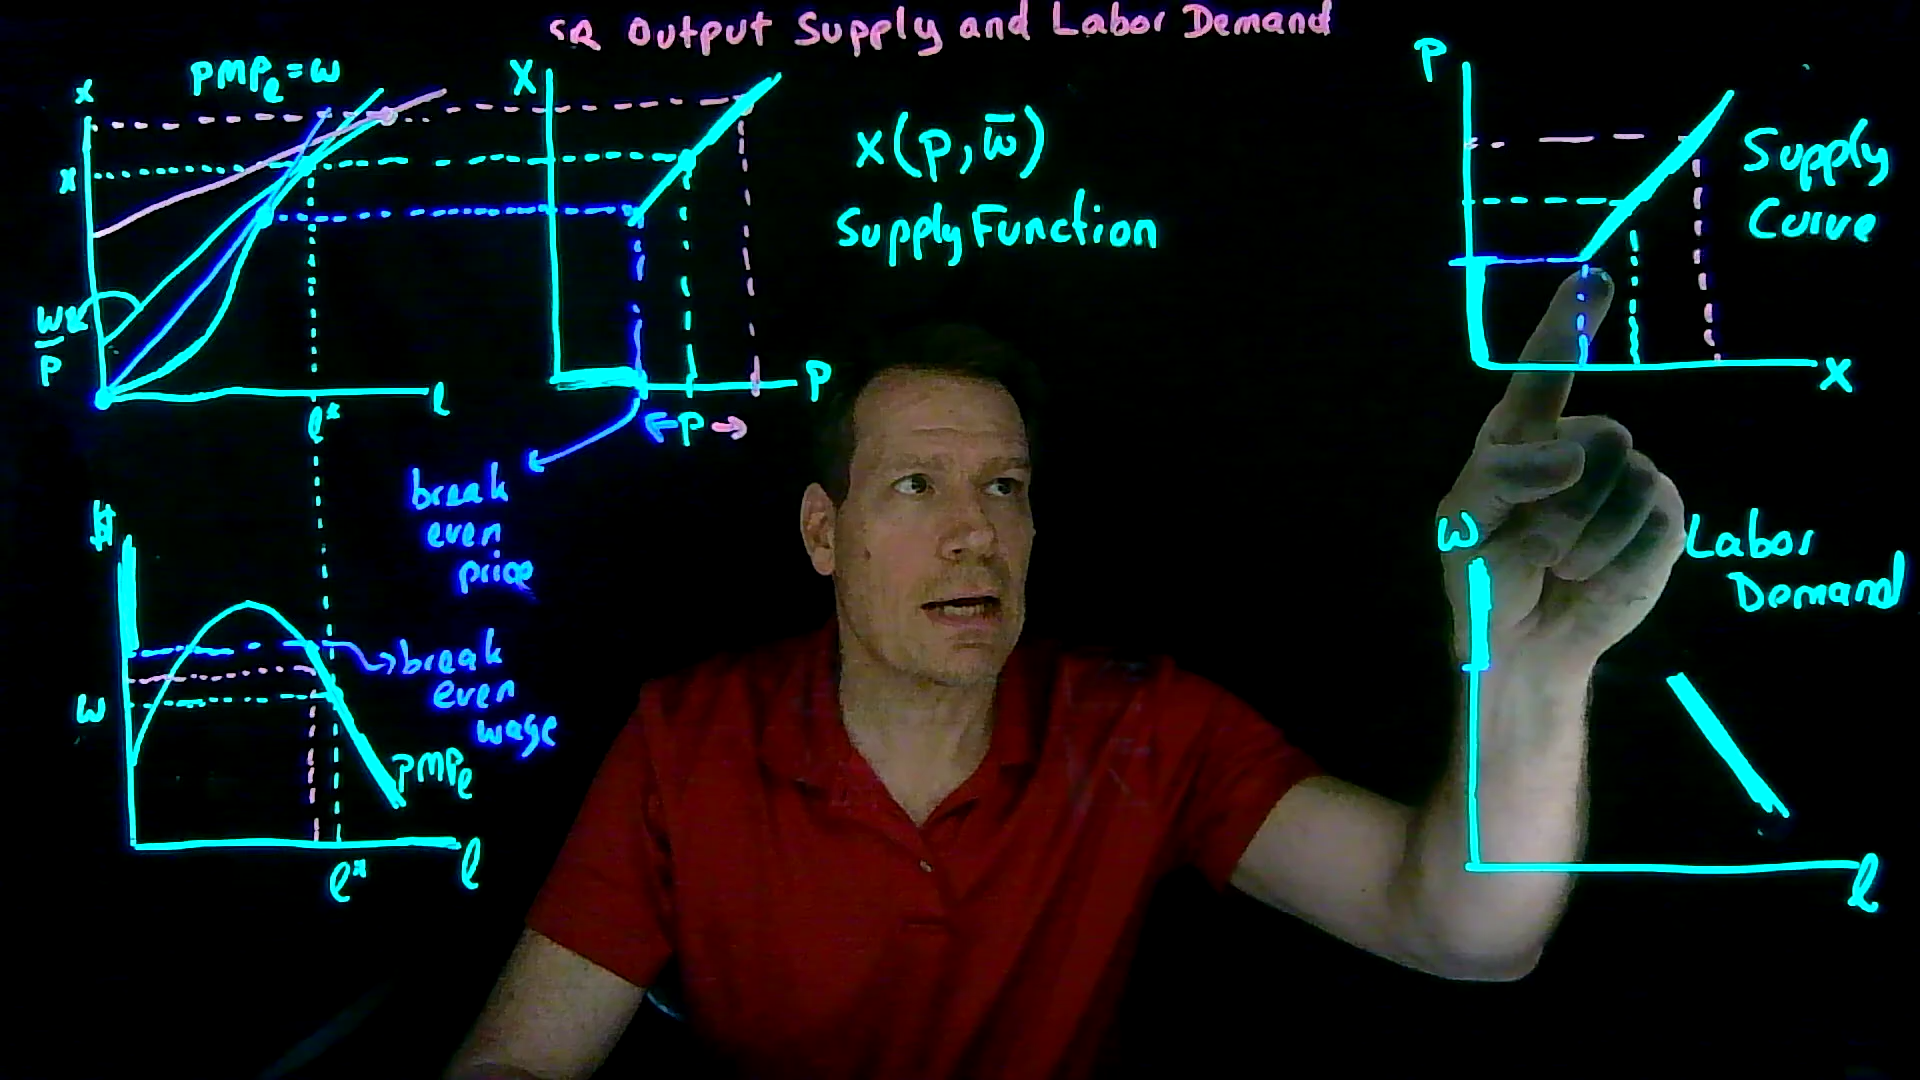 SR Output Supply and Labor Demand
x
pMPℓ = w
x
w
p
ℓ*
ℓ
X
p
← p →
x(p, w̄)
Supply Function
break
even
price
P
X
Supply
Curve
$
w
break
even
wage
pMPℓ
ℓ*
ℓ
w
Labor
Demand
ℓ